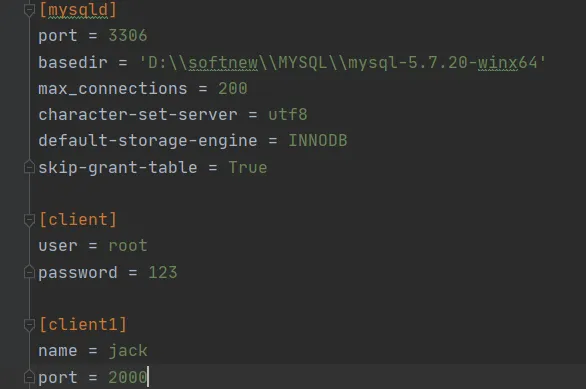 [mysqld]
port = 3306
basedir = 'D:\\softnew\\MYSQL\\mysql-5.7.20-winx64'
max_connections = 200
character-set-server = utf8
default-storage-engine = INNODB
skip-grant-table = True
[client]
user = root
password = 123
[client1]
name = jack
port = 2000